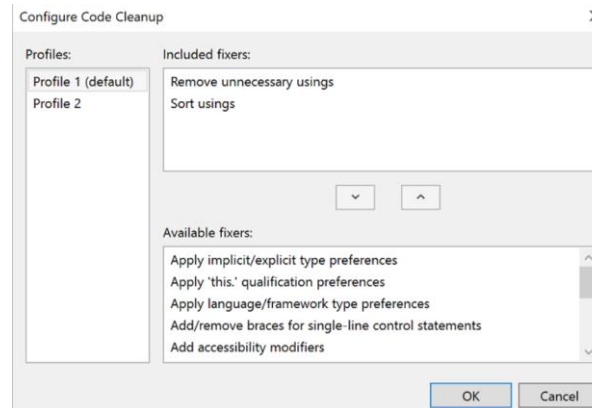 Configure Code Cleanup
Profiles:
Included fixers:
Profile 1 (default)
Profile 2
Remove unnecessary usings
Sort usings
Available fixers:
Apply implicit/explicit type preferences
Apply 'this.' qualification preferences
Apply language/framework type preferences
Add/remove braces for single-line control statements
Add accessibility modifiers
OK
Cancel